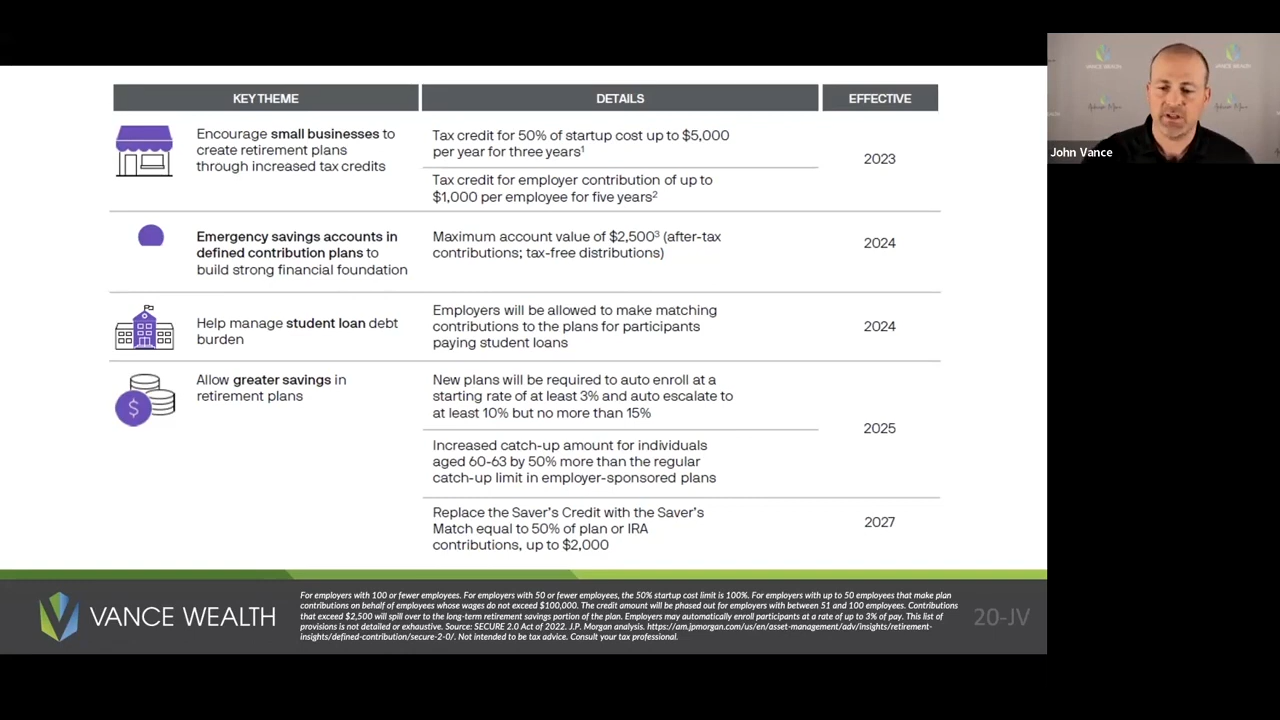 KEY THEME
DETAILS
EFFECTIVE
Encourage small businesses to
create retirement plans
through increased tax credits
Tax credit for 50% of startup cost up to $5,000
per year for three years¹
Tax credit for employer contribution of up to
$1,000 per employee for five years²
2023
Emergency savings accounts in
defined contribution plans to
build strong financial foundation
Maximum account value of $2,500³ (after-tax
contributions; tax-free distributions)
2024
Help manage student loan debt
burden
Employers will be allowed to make matching
contributions to the plans for participants
paying student loans
2024
$
Allow greater savings in
retirement plans
New plans will be required to auto enroll at a
starting rate of at least 3% and auto escalate to
at least 10% but no more than 15%
Increased catch-up amount for individuals
aged 60-63 by 50% more than the regular
catch-up limit in employer-sponsored plans
2025
Replace the Saver's Credit with the Saver's
Match equal to 50% of plan or IRA
contributions, up to $2,000
2027
VANCE WEALTH
For employers with 100 or fewer employees. For employers with 50 or fewer employees, the 50% startup cost limit is 100%. For employers with up to 50 employees that make plan
contributions on behalf of employees whose wages do not exceed $100,000. The credit amount will be phased out for employers with between 51 and 100 employees. Contributions
that exceed $2,500 will spill over to the long-term retirement savings portion of the plan. Employers may automatically enroll participants at a rate of up to 3% of pay. This list of
provisions is not detailed or exhaustive. Source: SECURE 2.0 Act of 2022. J.P. Morgan analysis. https://am.jpmorgan.com/us/en/asset-management/adv/insights/retirement-
insights/defined-contribution/secure-2-0/. Not intended to be tax advice. Consult your tax professional.
20-JV
VANCE WEALTH
VANCE WEALTH
John Vance